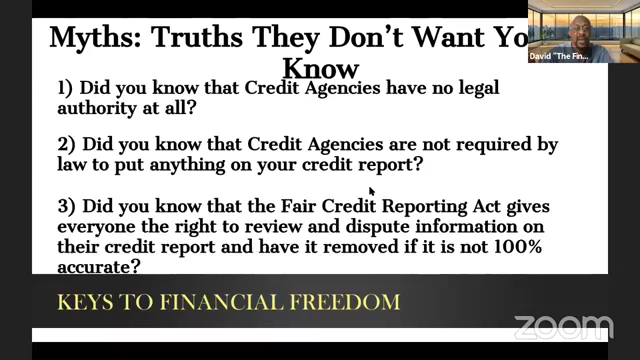 Myths: Truths They Don't Want Yo
Know
1) Did you know that Credit Agencies have no legal
authority at all?
2) Did you know that Credit Agencies are not required by
law to put anything on your credit report?
3) Did you know that the Fair Credit Reporting Act gives
everyone the right to review and dispute information on
their credit report and have it removed if it is not 100%
accurate?
KEYS TO FINANCIAL FREEDOM
David "The Fin...
zoom